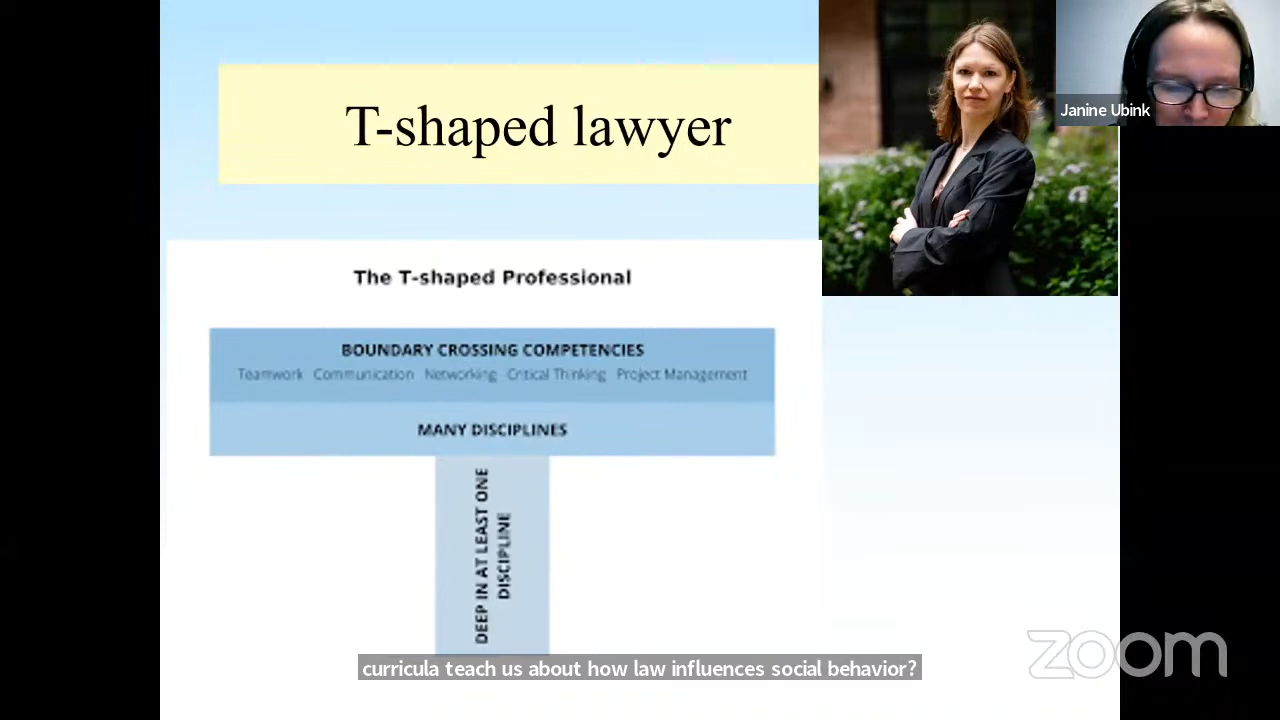 T-shaped lawyer
Janine Ubink
The T-shaped Professional
BOUNDARY CROSSING COMPETENCIES
Teamwork Communication Networking Critical Thinking Project Management
MANY DISCIPLINES
DEEP IN AT LEAST ONE
DISCIPLINE
curricula teach us about how law influences social behavior?
zoom